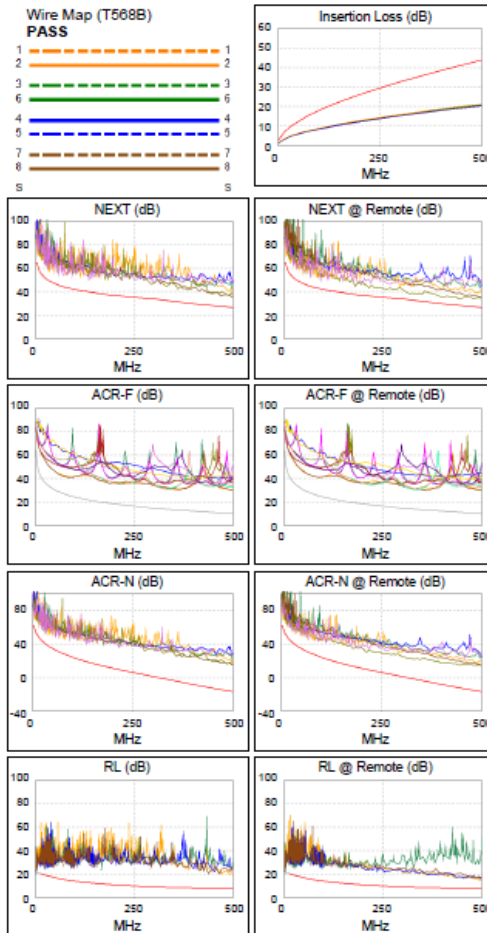 Wire Map (T568B)
PASS
1 1
2 2
3 3
6 6
4 4
5 5
7 7
8 8
S S
Insertion Loss (dB)
60
50
40
30
20
10
0
0 250 500
MHz
NEXT (dB)
100
80
60
40
20
0
0 250 500
MHz
NEXT @ Remote (dB)
100
80
60
40
20
0
0 250 500
MHz
ACR-F (dB)
100
80
60
40
20
0
0 250 500
MHz
ACR-F @ Remote (dB)
100
80
60
40
20
0
0 250 500
MHz
ACR-N (dB)
80
40
0
-40
0 250 500
MHz
ACR-N @ Remote (dB)
80
40
0
-40
0 250 500
MHz
RL (dB)
100
80
60
40
20
0
0 250 500
MHz
RL @ Remote (dB)
100
80
60
40
20
0
0 250 500
MHz